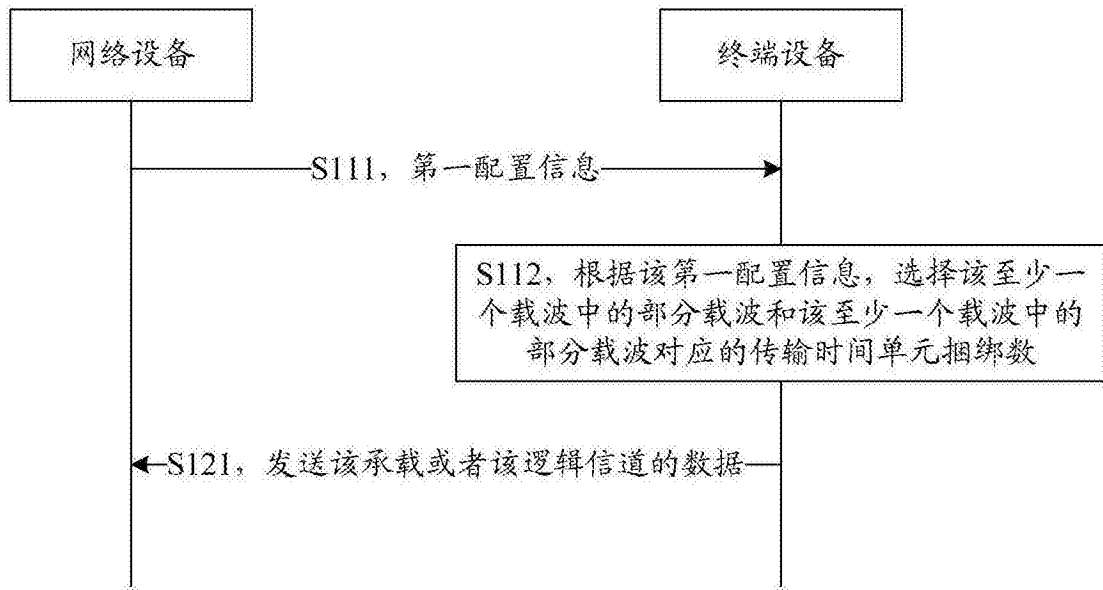 网络设备
终端设备
S111，第一配置信息
S112，根据该第一配置信息，选择该至少一
个载波中的部分载波和该至少一个载波中的
部分载波对应的传输时间单元捆绑数
S121，发送该承载或者该逻辑信道的数据